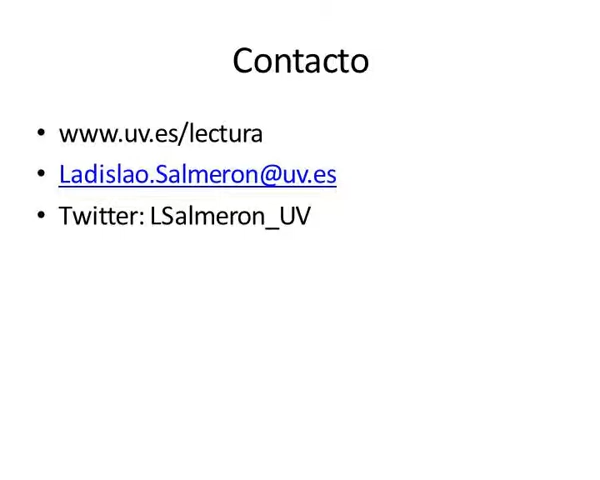 Contacto
• www.uv.es/lectura
• Ladislao.Salmeron@uv.es
• Twitter: LSalmeron_UV